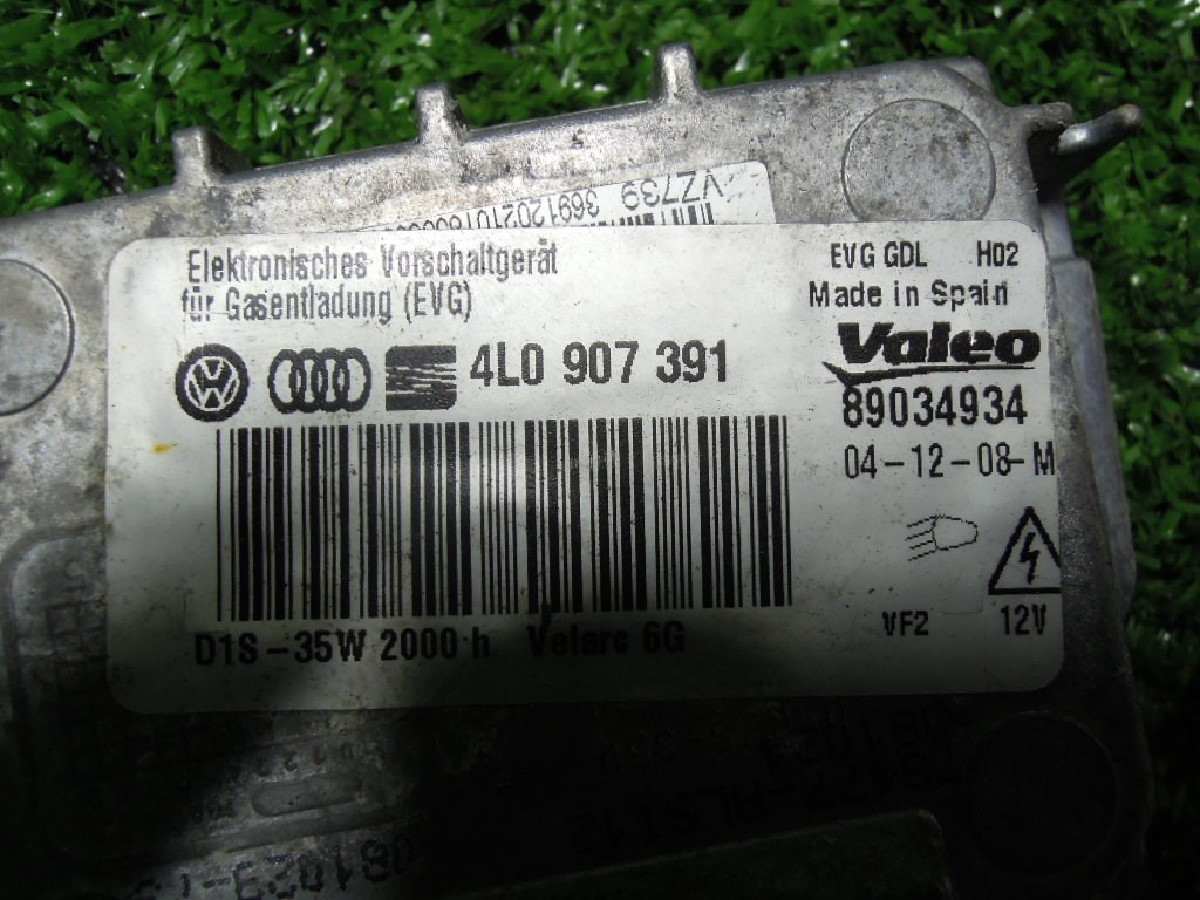 VZ739
Elektronisches Vorschaltgerät
für Gasentladung (EVG)
4L0 907 391
D1S-35W 2000 h Velarc 6G
EVG GDL H02
Made in Spain
Valeo
89034934
04-12-08-M
VF2 12V